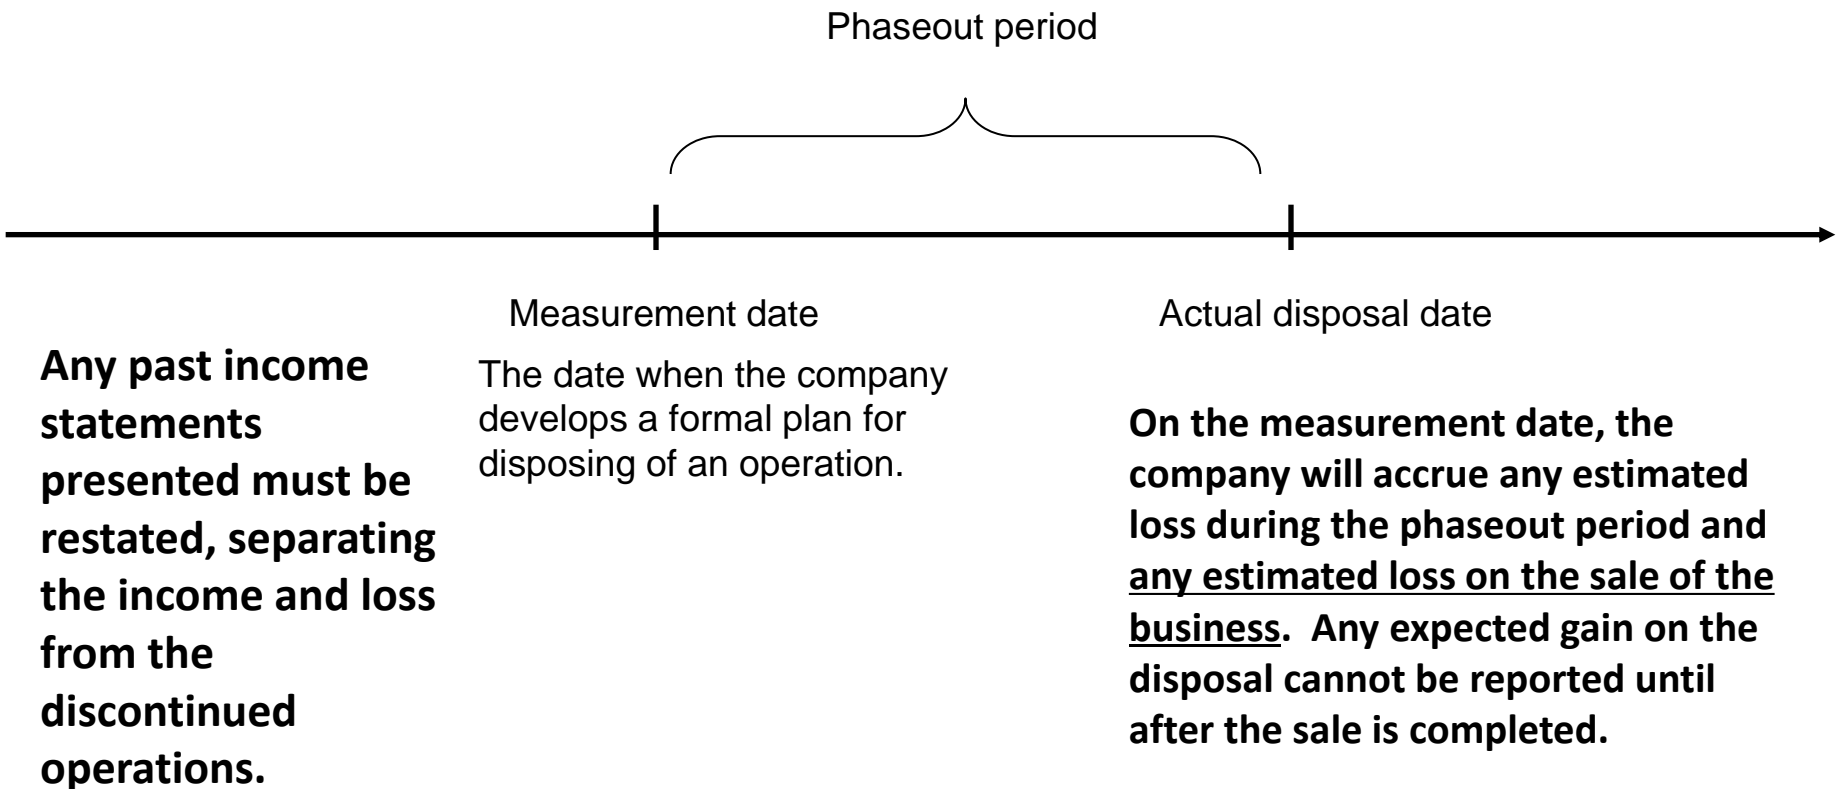 Phaseout period
Measurement date
Actual disposal date
Any past income
statements
presented must be
restated, separating
the income and loss
from the
discontinued
operations.
The date when the company
develops a formal plan for
disposing of an operation.
On the measurement date, the
company will accrue any estimated
loss during the phaseout period and
any estimated loss on the sale of the
business.  Any expected gain on the
disposal cannot be reported until
after the sale is completed.